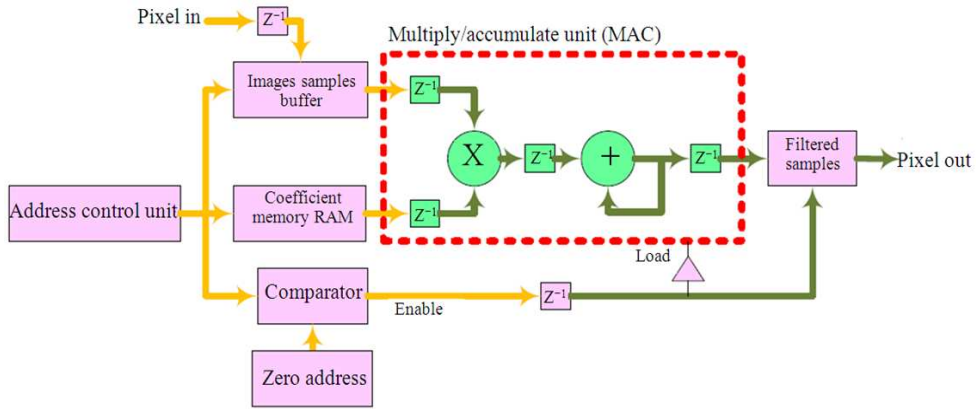 Pixel in
Z⁻¹
Multiply/accumulate unit (MAC)
Images samples
buffer
Z⁻¹
X
Z⁻¹
+
Z⁻¹
Filtered
samples
Pixel out
Address control unit
Coefficient
memory RAM
Z⁻¹
Load
Comparator
Enable
Z⁻¹
Zero address